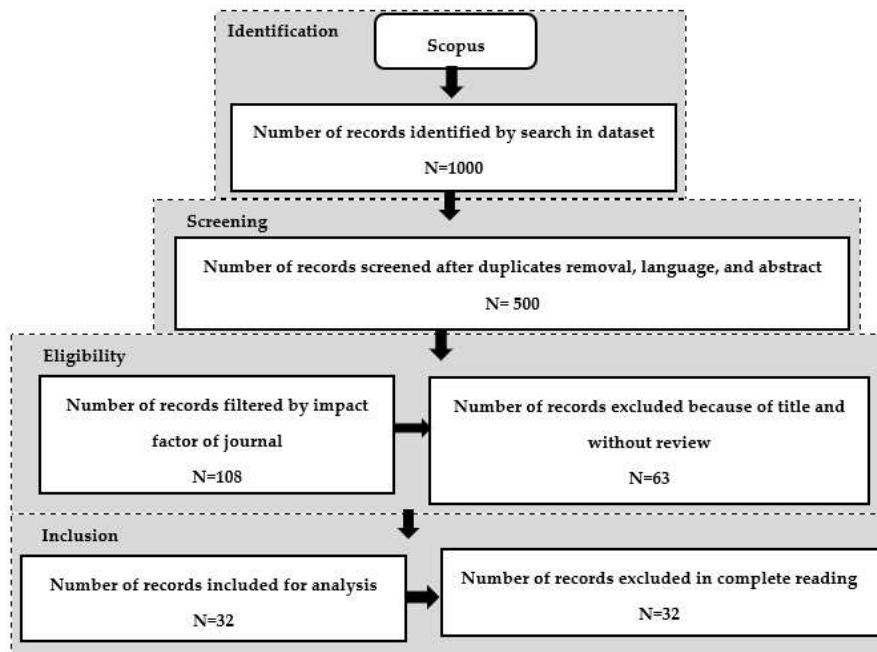 Identification
Scopus
Number of records identified by search in dataset
N=1000
Screening
Number of records screened after duplicates removal, language, and abstract
N= 500
Eligibility
Number of records filtered by impact
factor of journal
N=108
Number of records excluded because of title and
without review
N=63
Inclusion
Number of records included for analysis
N=32
Number of records excluded in complete reading
N=32